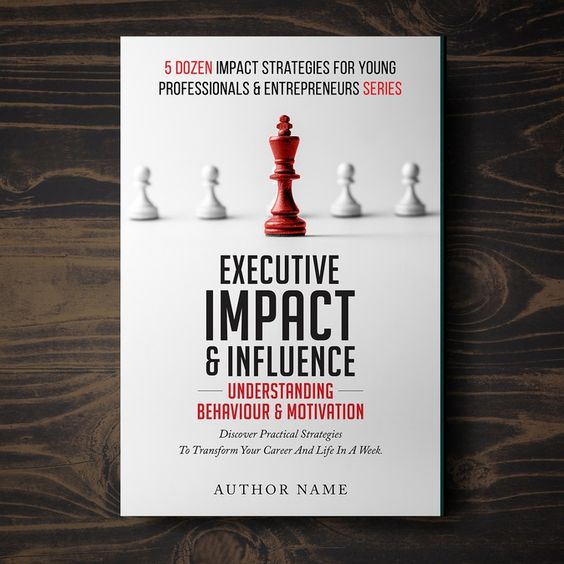 5 DOZEN IMPACT STRATEGIES FOR YOUNG
PROFESSIONALS & ENTREPRENEURS SERIES
EXECUTIVE
IMPACT
& INFLUENCE
UNDERSTANDING
BEHAVIOUR & MOTIVATION
Discover Practical Strategies
To Transform Your Career And Life In A Week.
AUTHOR NAME